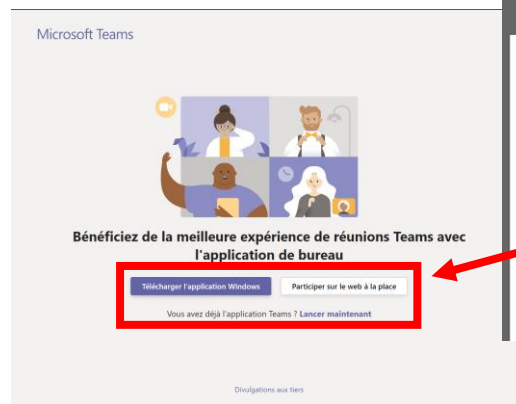 Microsoft Teams
Bénéficiez de la meilleure expérience de réunions Teams avec
l'application de bureau
Télécharger l'application Windows
Participer sur le web à la place
Vous avez déjà l'application Teams ? Lancer maintenant
Divulgations aux tiers